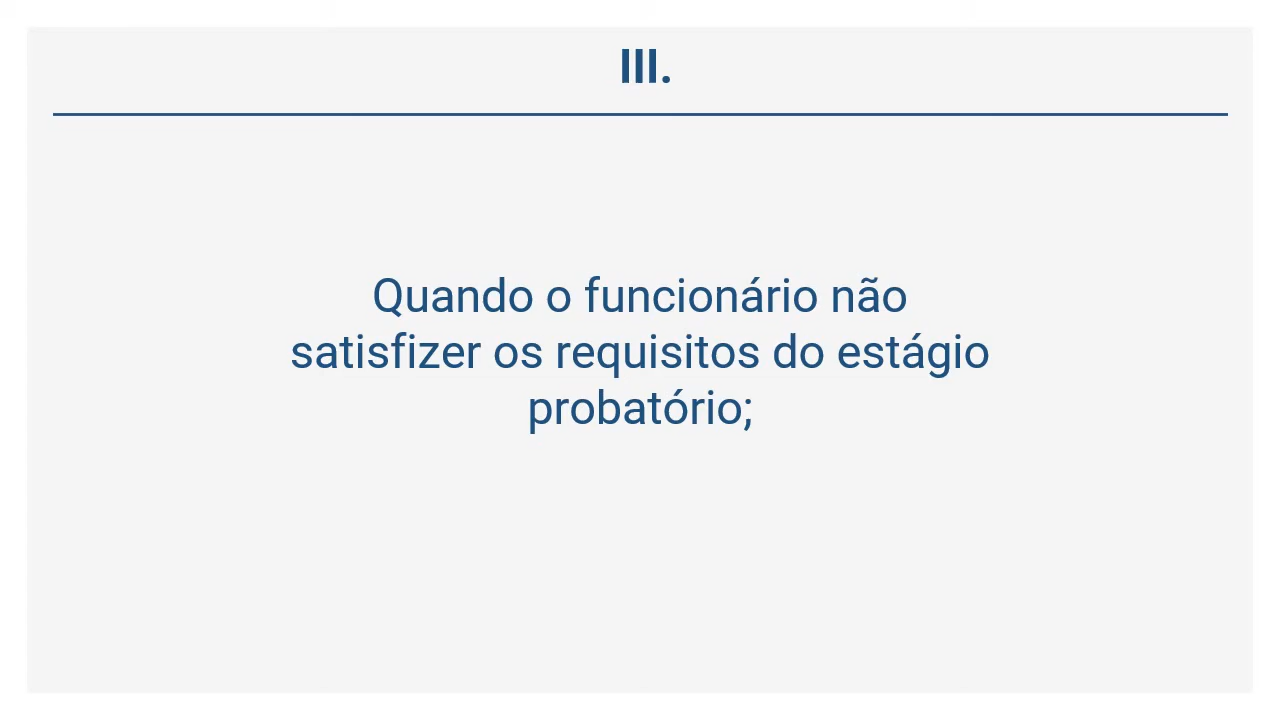 III.
Quando o funcionário não
satisfizer os requisitos do estágio
probatório;